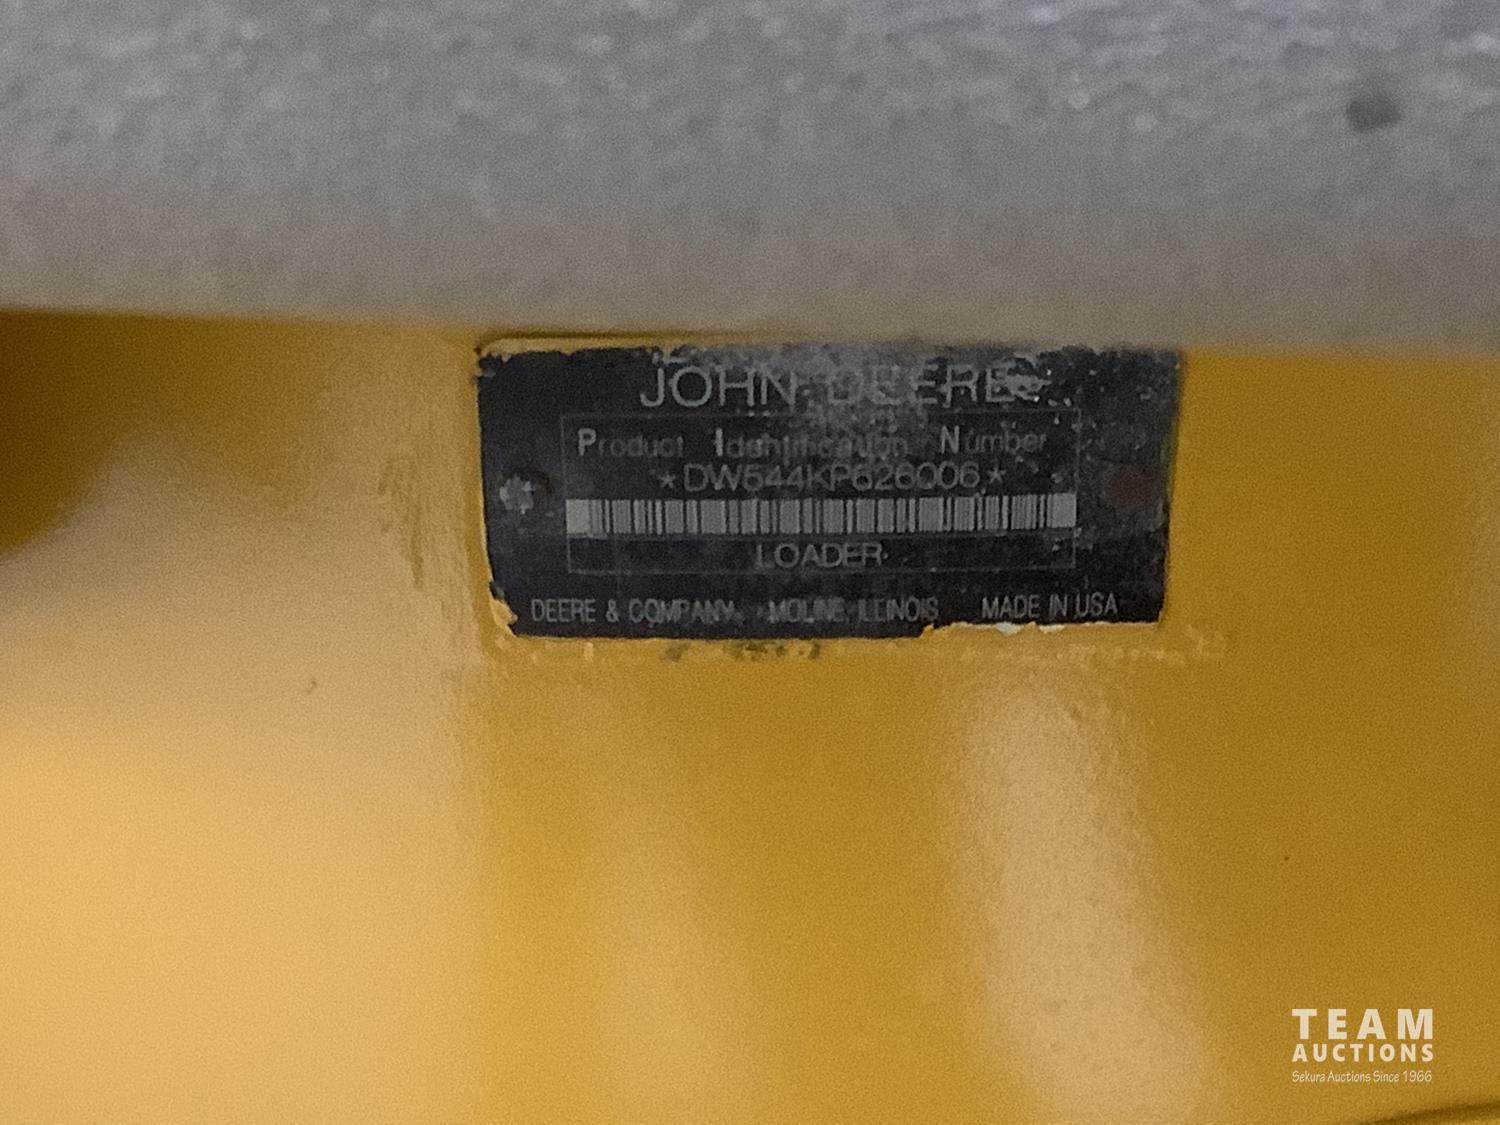 JOHN DEERE
Product Identification Number
*DW544KP626006*
LOADER
DEERE & COMPANY MOLINE, ILLINOIS MADE IN USA
TEAM
AUCTIONS
Sekura Auctions Since 1966